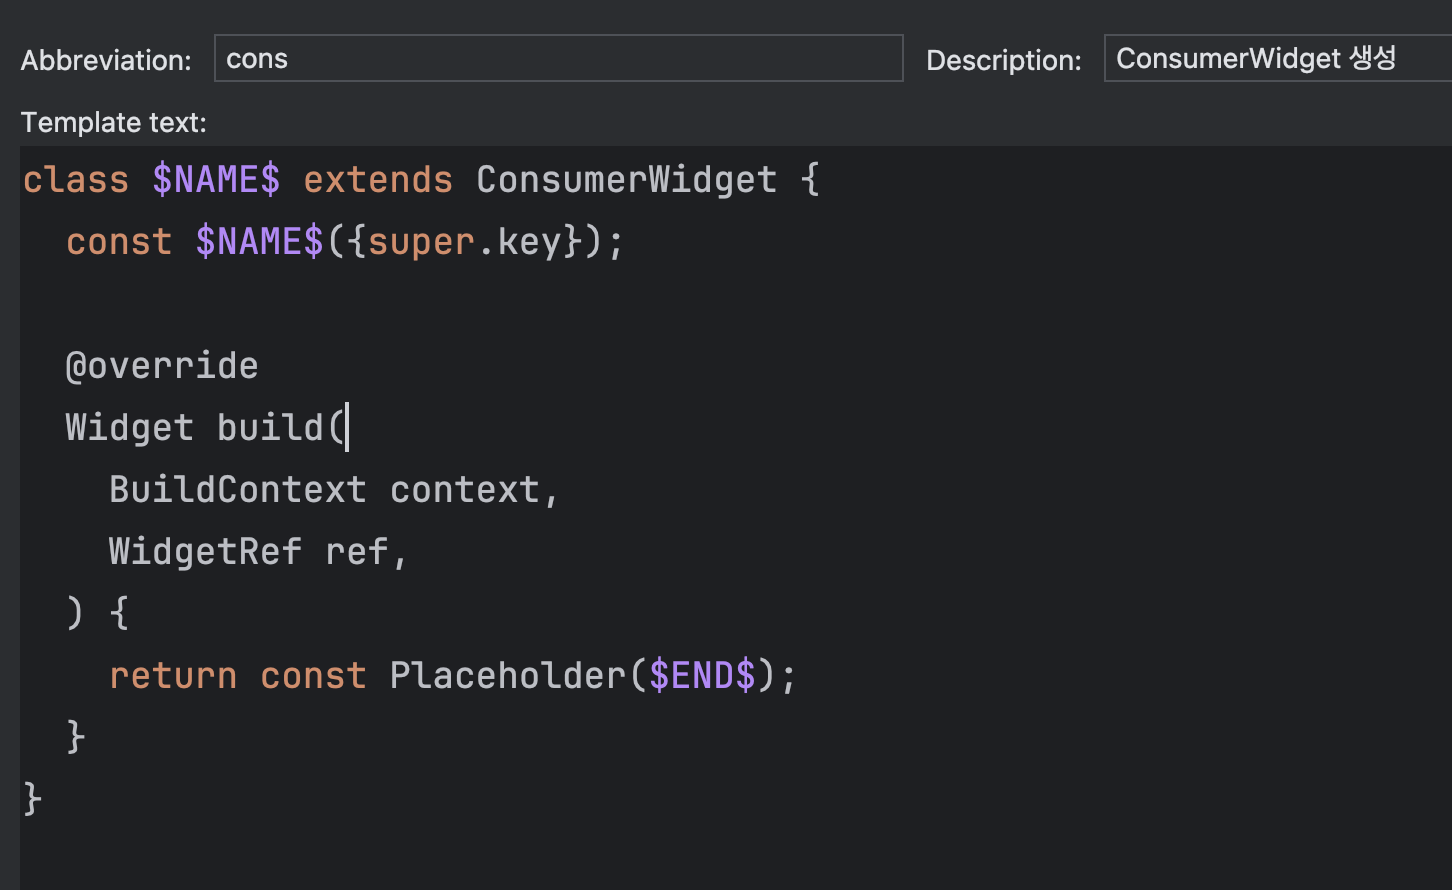 Abbreviation: cons Description: ConsumerWidget 생성
Template text:
class $NAME$ extends ConsumerWidget {
  const $NAME$({super.key});

  @override
  Widget build(
    BuildContext context,
    WidgetRef ref,
  ) {
    return const Placeholder($END$);
  }
}